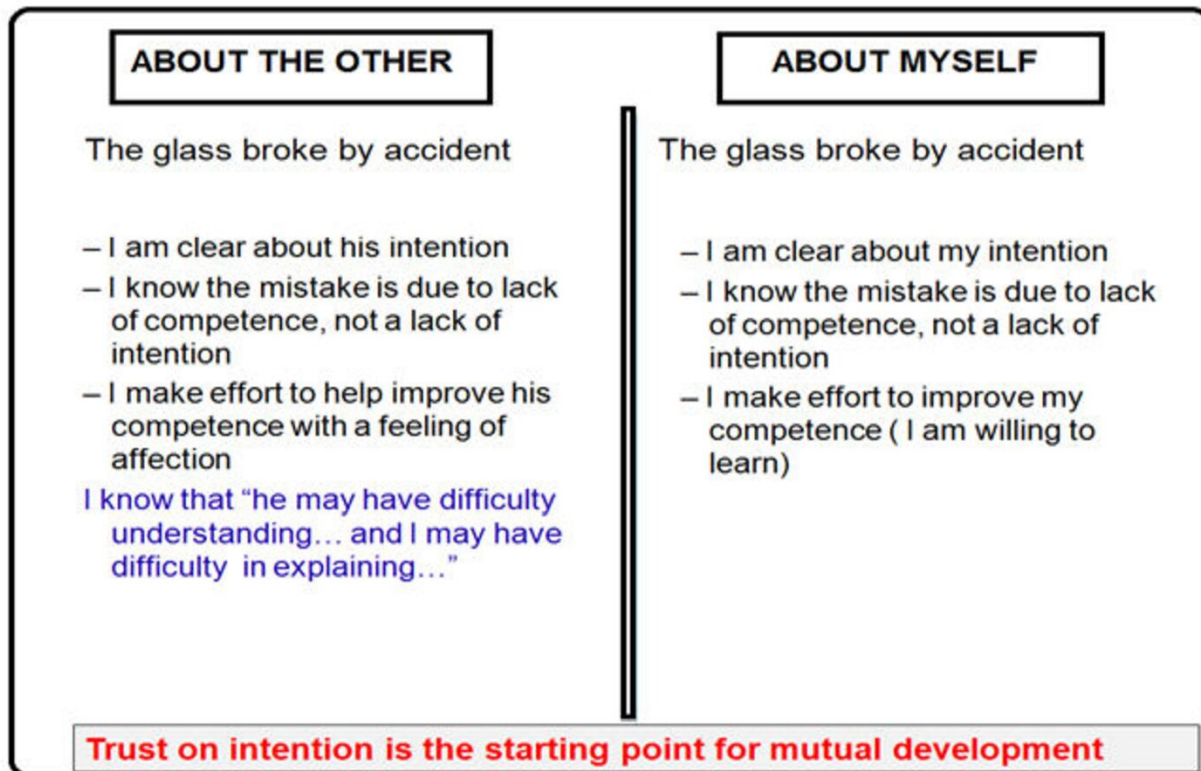 ABOUT THE OTHER
The glass broke by accident
– I am clear about his intention
– I know the mistake is due to lack
of competence, not a lack of
intention
– I make effort to help improve his
competence with a feeling of
affection
I know that “he may have difficulty
understanding… and I may have
difficulty in explaining…”
ABOUT MYSELF
The glass broke by accident
– I am clear about my intention
– I know the mistake is due to lack
of competence, not a lack of
intention
– I make effort to improve my
competence ( I am willing to
learn)
Trust on intention is the starting point for mutual development